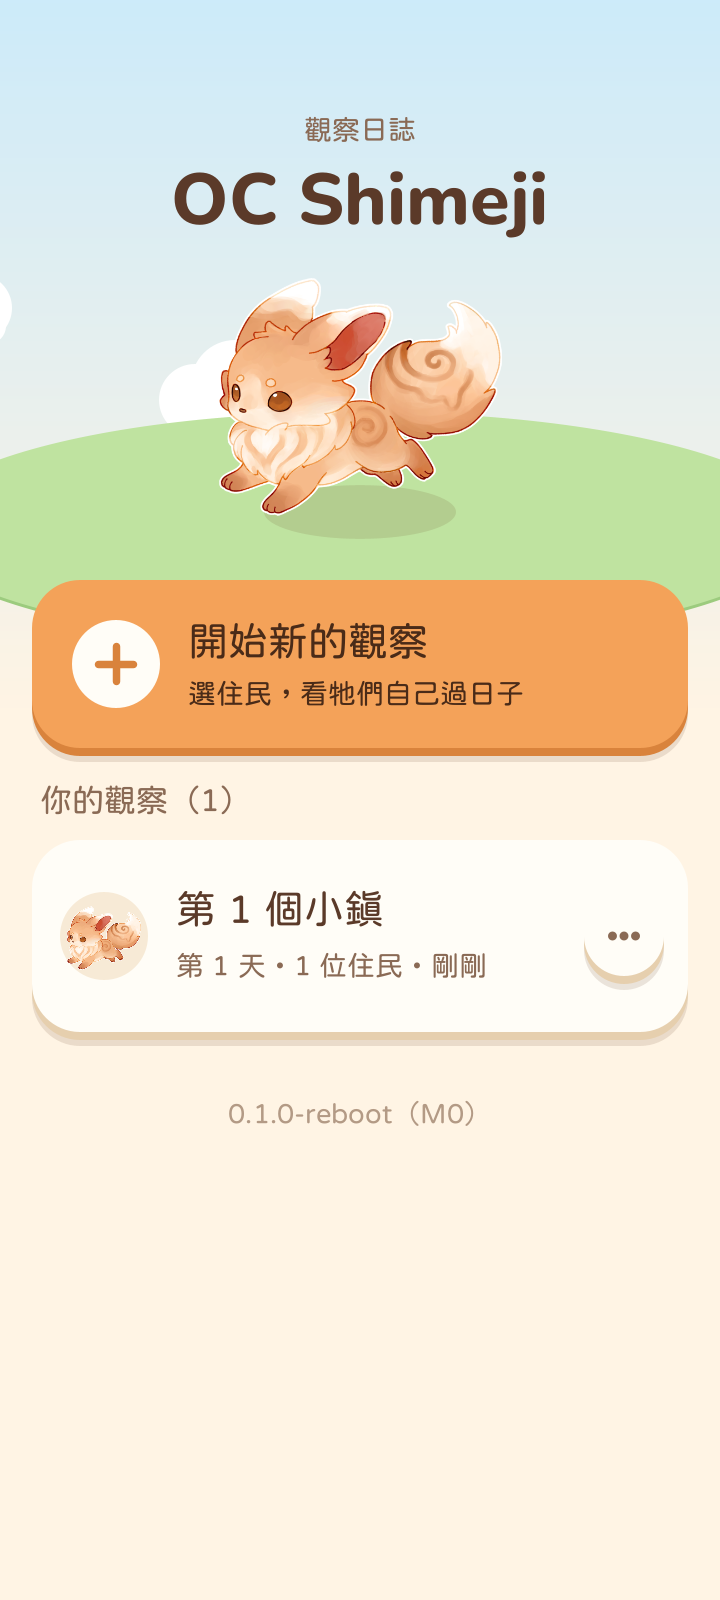 觀察日誌
OC Shimeji
開始新的觀察
選住民，看牠們自己過日子
你的觀察（1）
第 1 個小鎭
第 1 天・1 位住民・剛剛
0.1.0-reboot（M0）